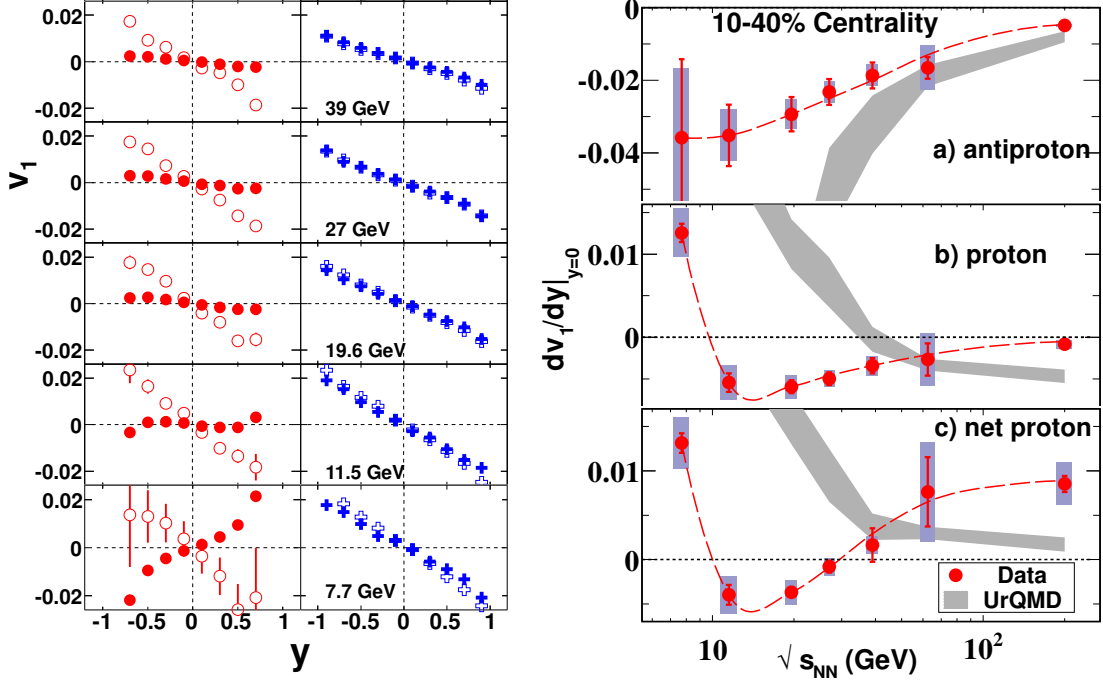 v1
0.02
0
-0.02
39 GeV
0.02
0
-0.02
27 GeV
0.02
0
-0.02
19.6 GeV
0.02
0
-0.02
11.5 GeV
0.02
0
-0.02
7.7 GeV
-1 -0.5 0 0.5 1 -1 -0.5 0 0.5 1
y
10-40% Centrality
0
-0.02
-0.04
a) antiproton
dv1/dy|y=0
0.01
0
b) proton
0.01
0
c) net proton
Data
UrQMD
10 10²
√ sNN (GeV)